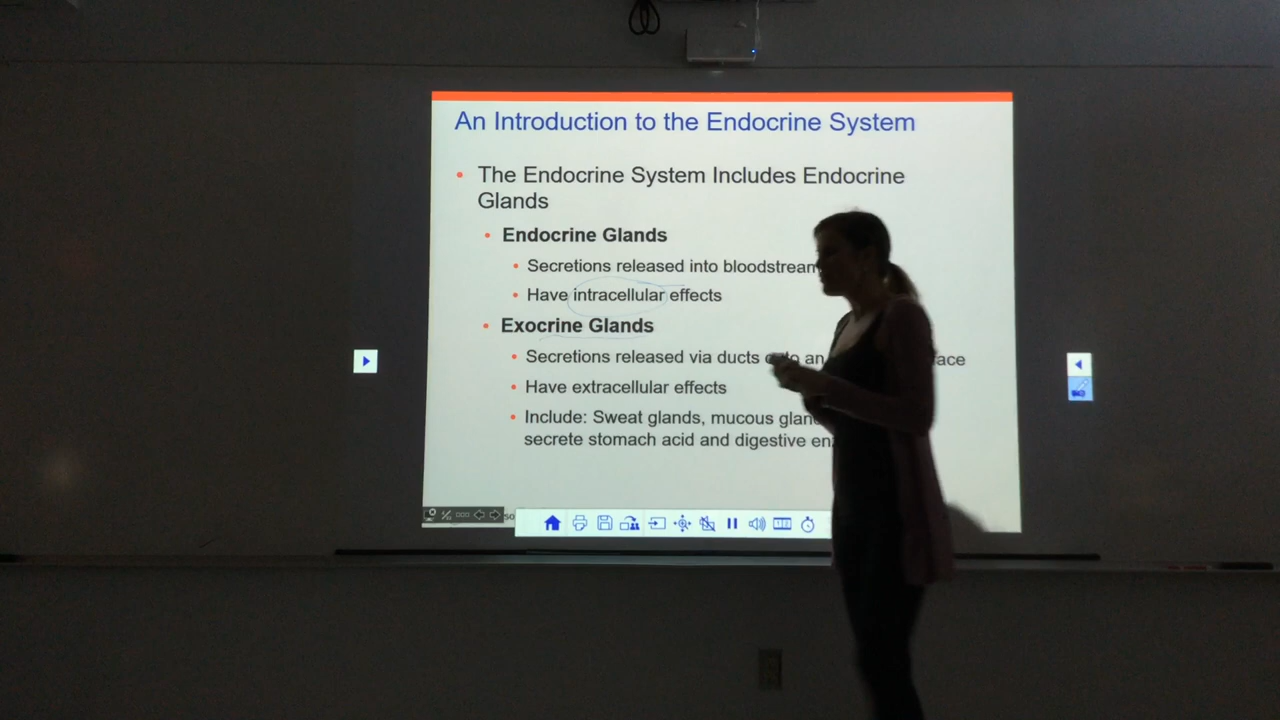 An Introduction to the Endocrine System
• The Endocrine System Includes Endocrine
Glands
• Endocrine Glands
• Secretions released into bloodstream
• Have intracellular effects
• Exocrine Glands
• Secretions released via ducts onto an
• Have extracellular effects
• Include: Sweat glands, mucous
secrete stomach acid and digestive